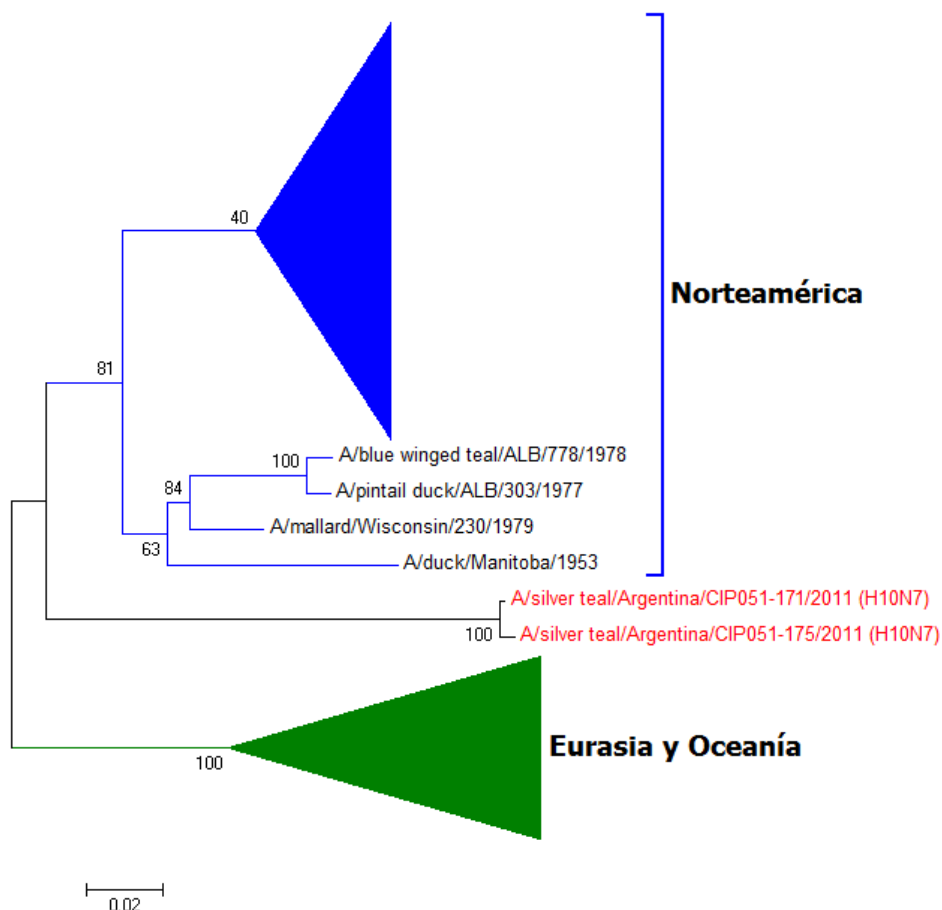 40
Norteamérica
81
100
A/blue winged teal/ALB/778/1978
84
A/pintail duck/ALB/303/1977
A/mallard/Wisconsin/230/1979
63
A/duck/Manitoba/1953
A/silver teal/Argentina/CIP051-171/2011 (H10N7)
100
A/silver teal/Argentina/CIP051-175/2011 (H10N7)
Eurasia y Oceanía
100
0.02